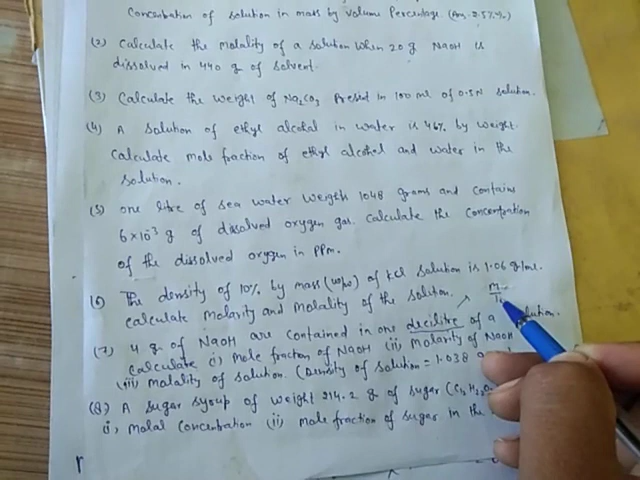 Concentration of solution in mass by volume Percentage. (Ans. 2.5%)
(2) Calculate the molality of a solution when 20 g NaOH is
dissolved in 440 g of solvent.
(3) Calculate the weight of Na2CO3 Present in 100 ml of 0.5N solution.
(4) A solution of ethyl alcohol in water is 46% by weight.
Calculate mole fraction of ethyl alcohol and water in the
solution.
(5) one litre of sea water weigth 1048 grams and contains
6×10³ g of dissolved oxygen gas. Calculate the concentration
of the dissolved oxygen in PPm.
(6) The density of 10% by mass (w/w) of KCl solution is 1.06 g/ml.
calculate Molarity and Molality of the solution.
(7) 4 g of NaOH are contained in one decilitre of a solution.
calculate i) mole fraction of NaOH (ii) Molarity of NaOH
(iii) Molality of solution. (Density of solution = 1.038
(8) A sugar syrup of weight 214.2 g of sugar
i) Molal Concentration (ii) mole fraction of sugar in the